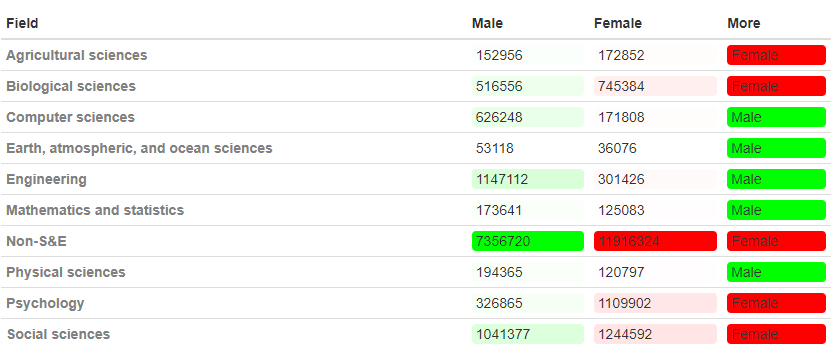 Field Male Female More
Agricultural sciences 152956 172852 Female
Biological sciences 516556 745384 Female
Computer sciences 626248 171808 Male
Earth, atmospheric, and ocean sciences 53118 36076 Male
Engineering 1147112 301426 Male
Mathematics and statistics 173641 125083 Male
Non-S&E 7356720 11916324 Female
Physical sciences 194365 120797 Male
Psychology 326865 1109902 Female
Social sciences 1041377 1244592 Female